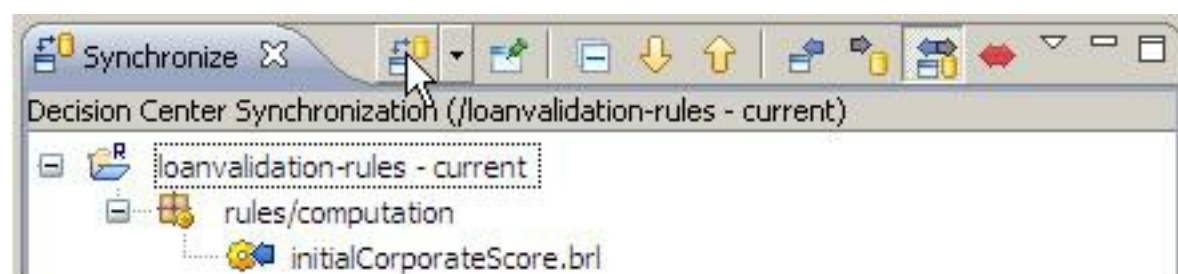 Synchronize
Decision Center Synchronization (/loanvalidation-rules - current)
R
loanvalidation-rules - current
rules/computation
initialCorporateScore.brl